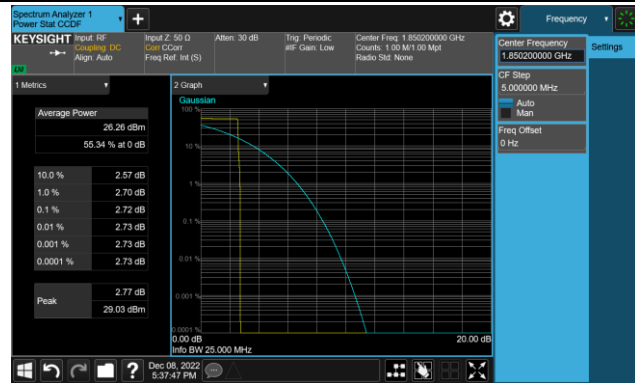 Spectrum Analyzer 1
Power Stat CCDF
Frequency
KEYSIGHT
Input: RF
Coupling: DC
Align: Auto
Input Z: 50 Ω
Corr CCorr
Freq Ref: Int (S)
Atten: 30 dB
Trig: Periodic
#IF Gain: Low
Center Freq: 1.850200000 GHz
Counts: 1.00 M/1.00 Mpt
Radio Std: None
Center Frequency
1.850200000 GHz
Settings
CF Step
5.000000 MHz
Auto
Man
Freq Offset
0 Hz
1 Metrics
Average Power
26.26 dBm
55.34 % at 0 dB
10.0 % 2.57 dB
1.0 % 2.70 dB
0.1 % 2.72 dB
0.01 % 2.73 dB
0.001 % 2.73 dB
0.0001 % 2.73 dB
Peak
2.77 dB
29.03 dBm
2 Graph
Gaussian
100 %
10 %
1 %
0.1 %
0.01 %
0.001 %
0.0001 %
0.00 dB
20.00 dB
Info BW 25.000 MHz
Dec 08, 2022
5:37:47 PM